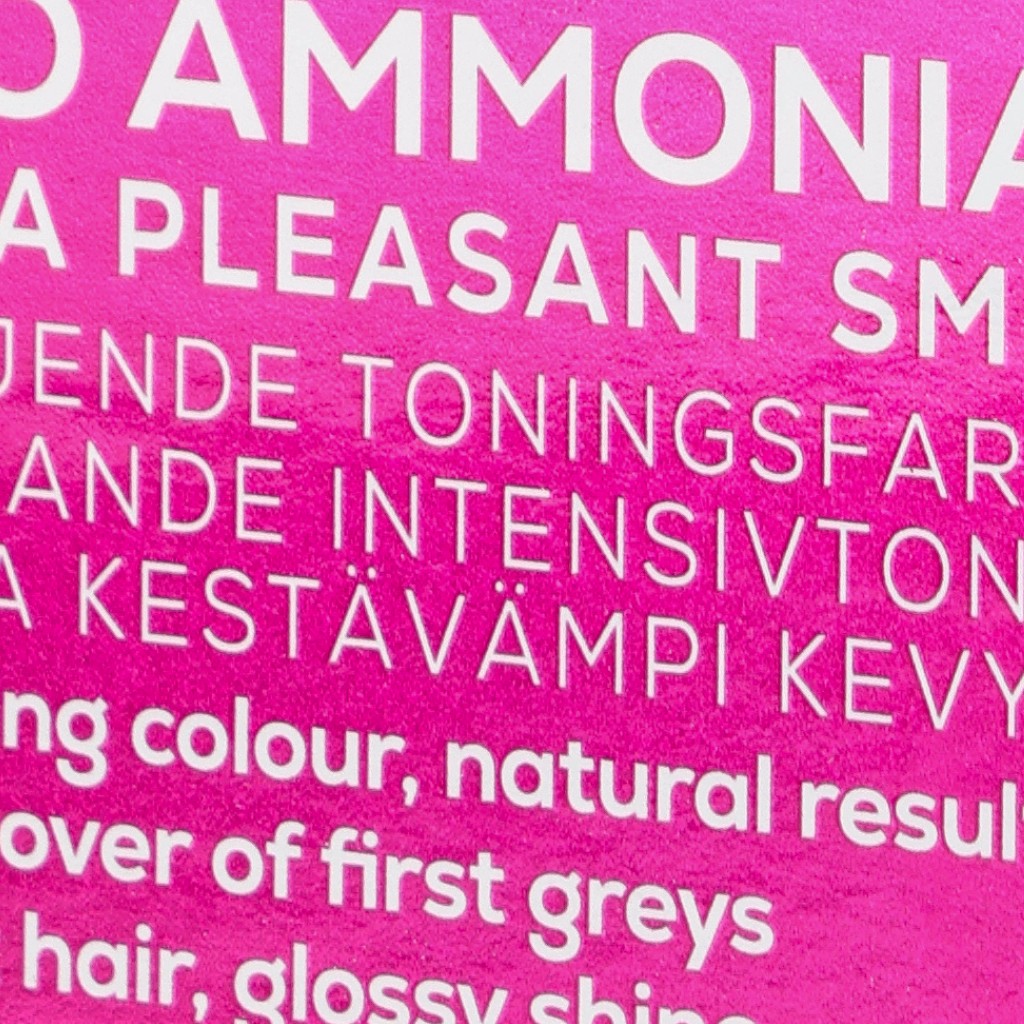 O AMMONIA
A PLEASANT SM
JENDE TONINGSFAR
ANDE INTENSIVTON
A KESTÄVÄMPI KEVY
ng colour, natural resul
over of first greys
hair, glossy shine